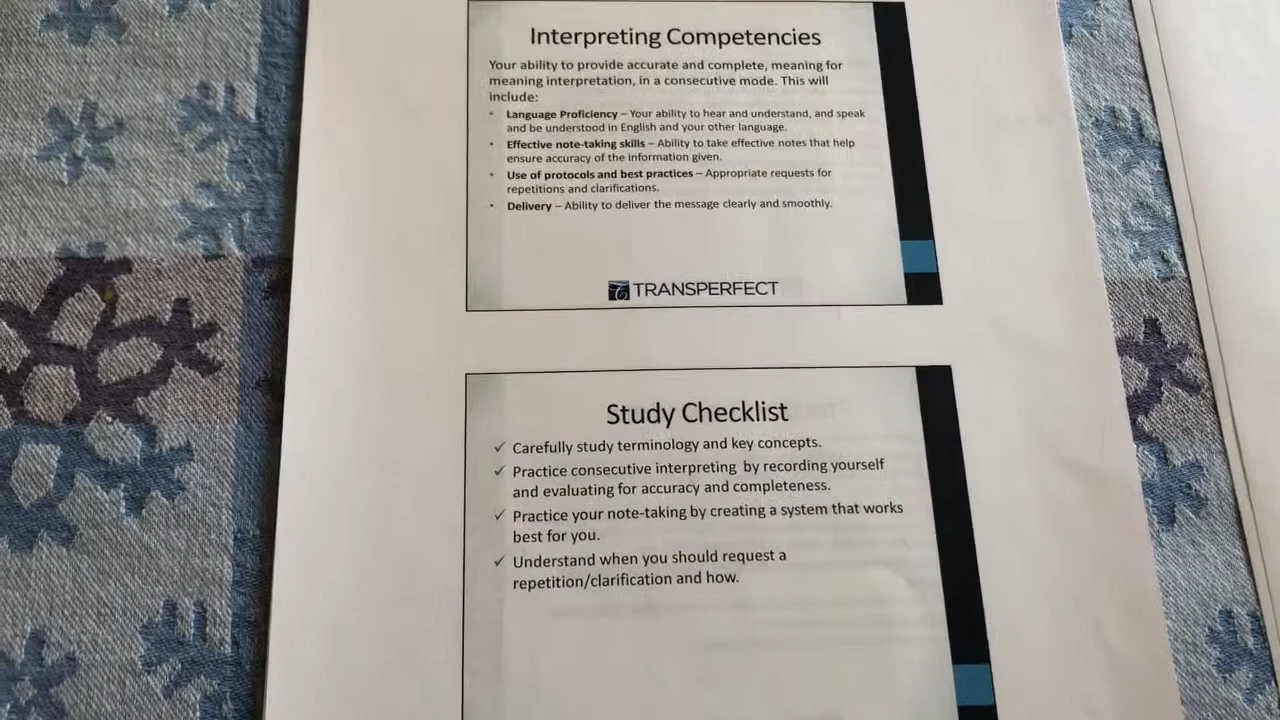 Interpreting Competencies
Your ability to provide accurate and complete, meaning for
meaning interpretation, in a consecutive mode. This will
include:
• Language Proficiency – Your ability to hear and understand, and speak
and be understood in English and your other language.
• Effective note-taking skills – Ability to take effective notes that help
ensure accuracy of the information given.
• Use of protocols and best practices – Appropriate requests for
repetitions and clarifications.
• Delivery – Ability to deliver the message clearly and smoothly.
TRANSPERFECT
Study Checklist
✓ Carefully study terminology and key concepts.
✓ Practice consecutive interpreting by recording yourself
and evaluating for accuracy and completeness.
✓ Practice your note-taking by creating a system that works
best for you.
✓ Understand when you should request a
repetition/clarification and how.